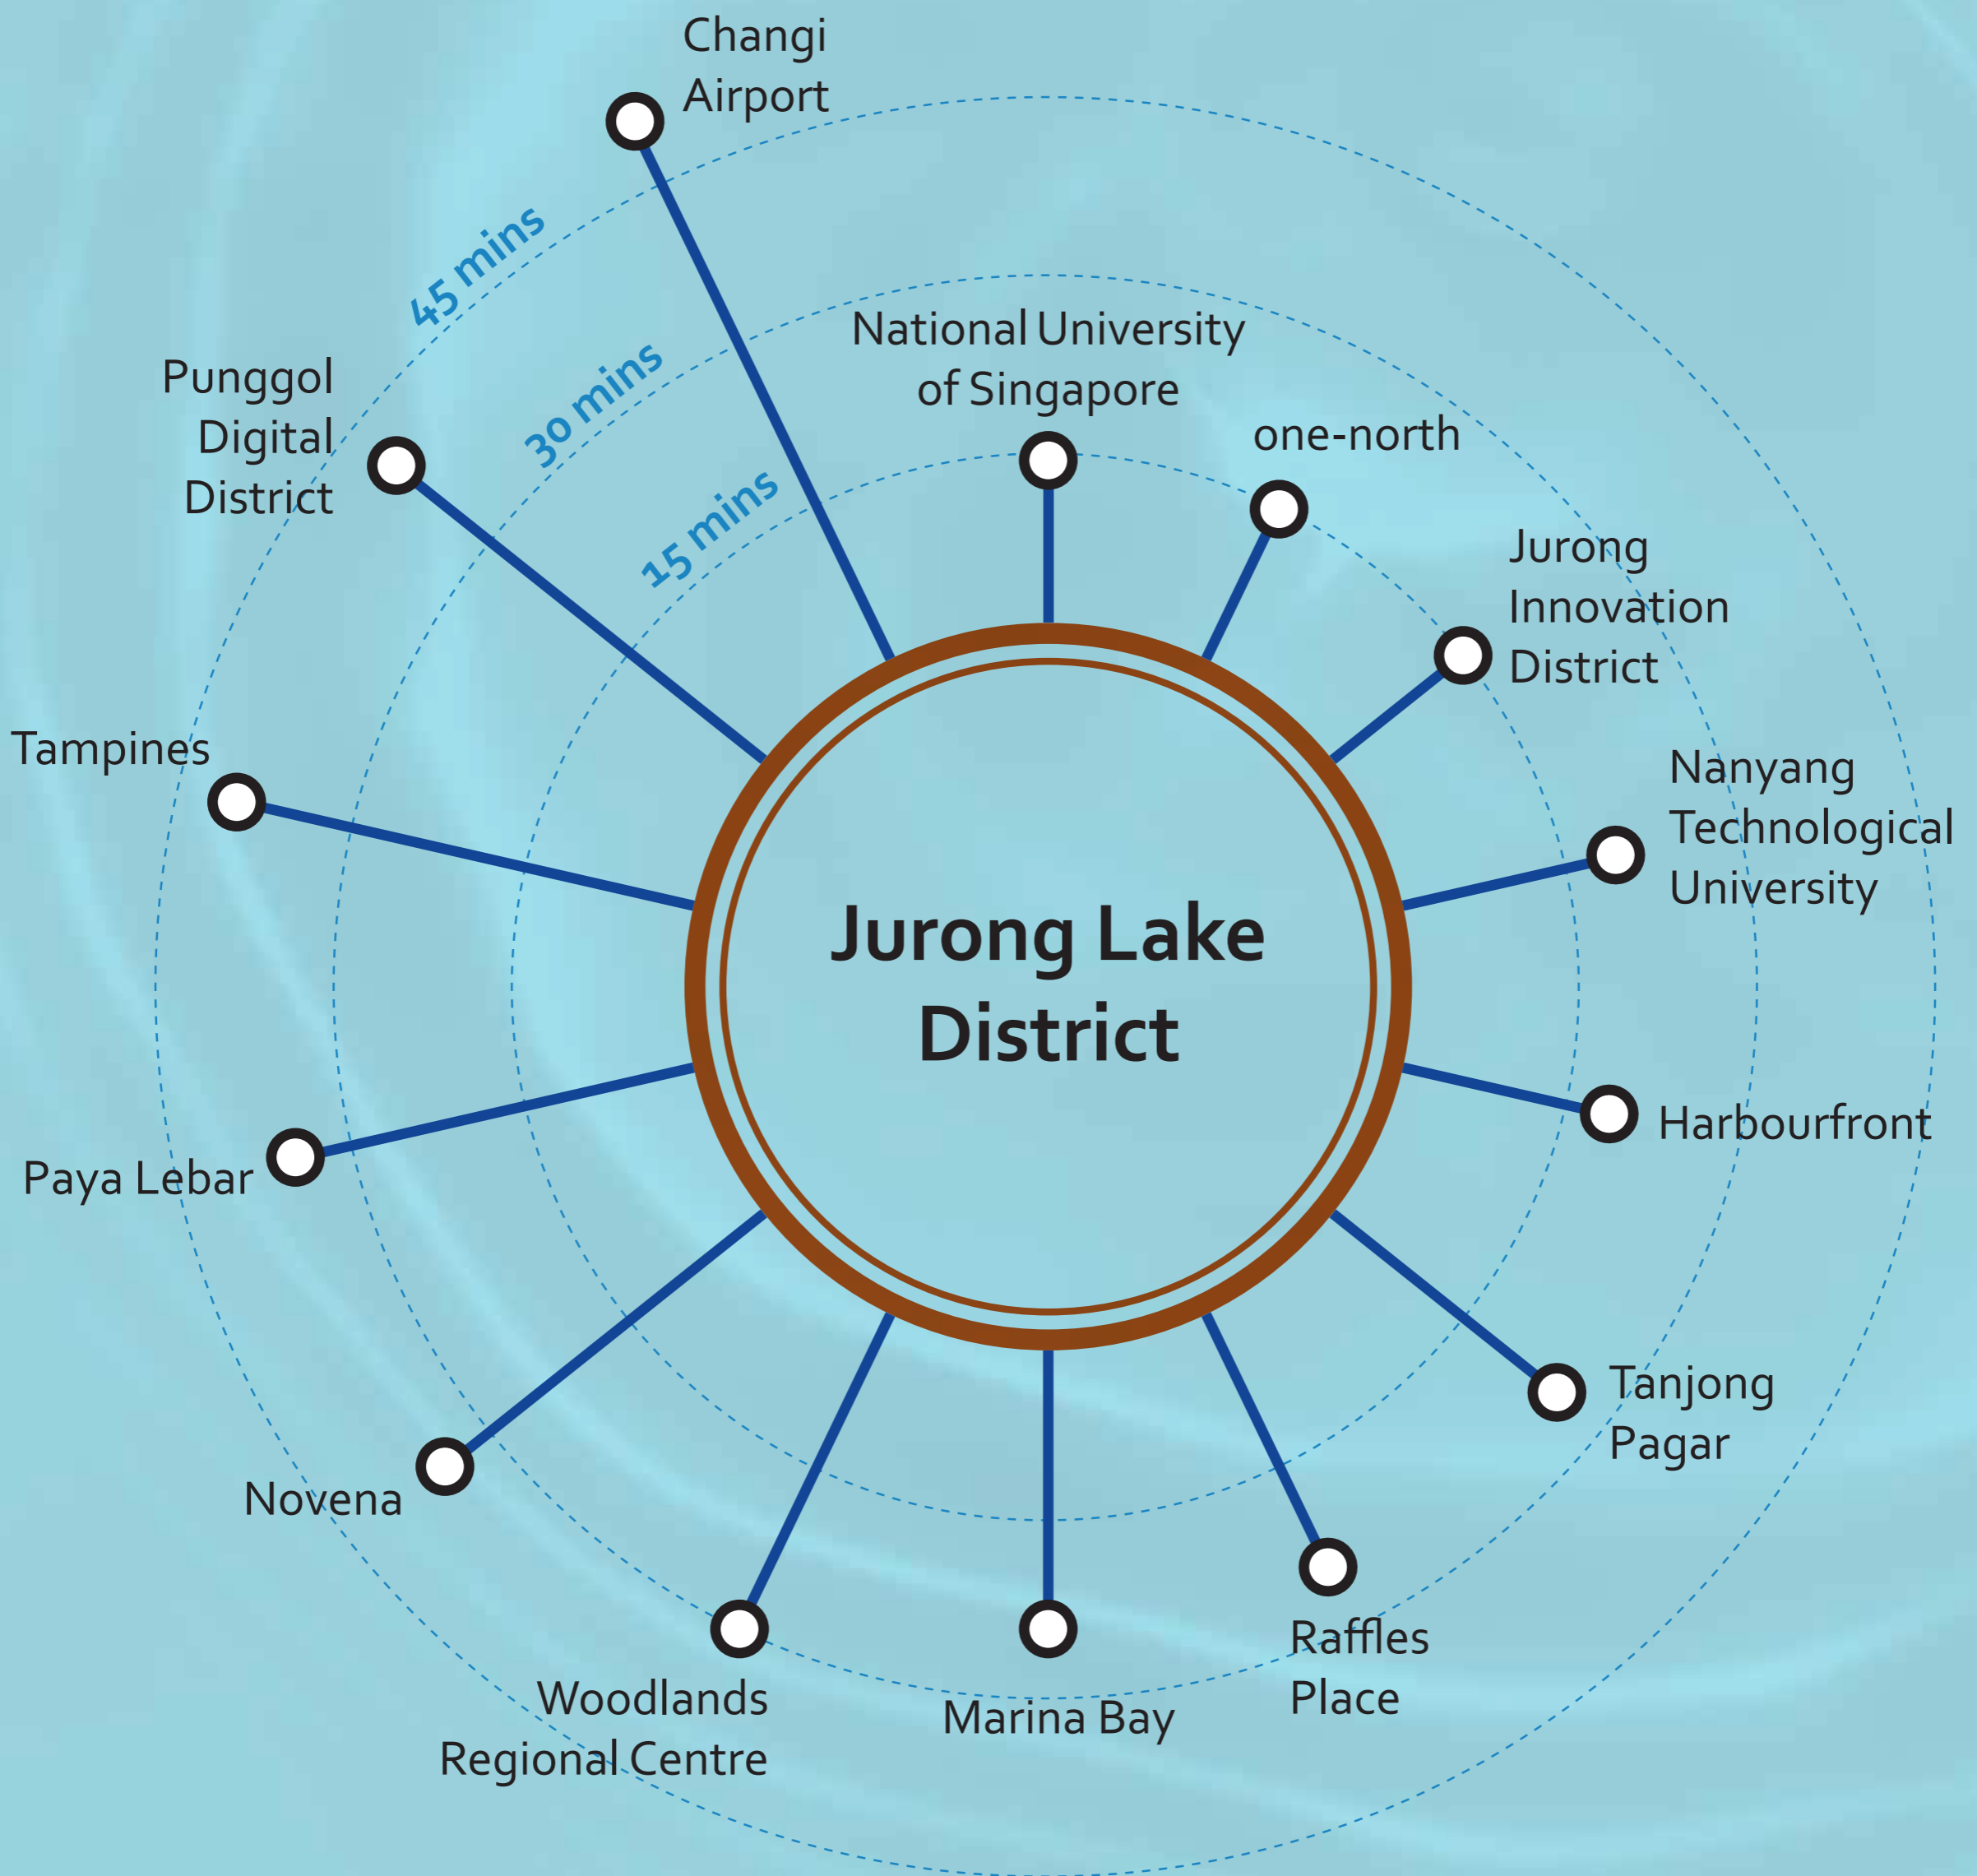 Changi
Airport
45 mins
30 mins
15 mins
National University
of Singapore
one-north
Jurong
Innovation
District
Nanyang
Technological
University
Harbourfront
Tanjong
Pagar
Raffles
Place
Marina Bay
Woodlands
Regional Centre
Novena
Paya Lebar
Tampines
Punggol
Digital
District
Jurong Lake
District